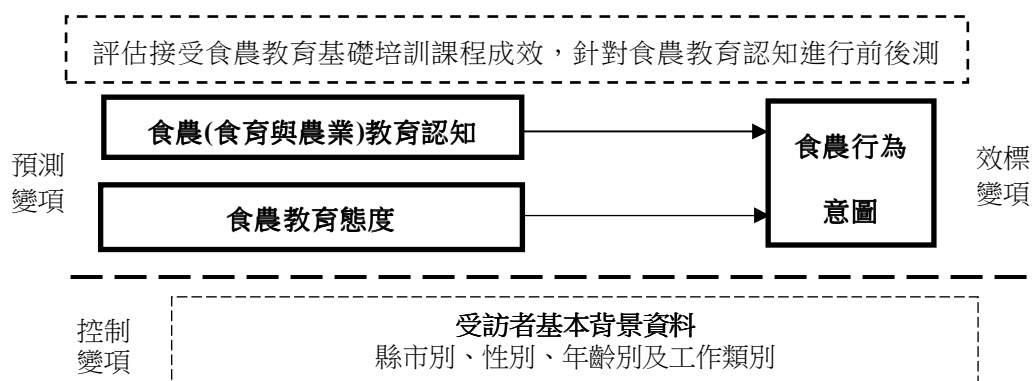 評估接受食農教育基礎培訓課程成效，針對食農教育認知進行前後測
預測
變項
食農(食育與農業)教育認知
食農教育態度
食農行為
意圖
效標
變項
控制
變項
受訪者基本背景資料
縣市別、性別、年齡別及工作類別